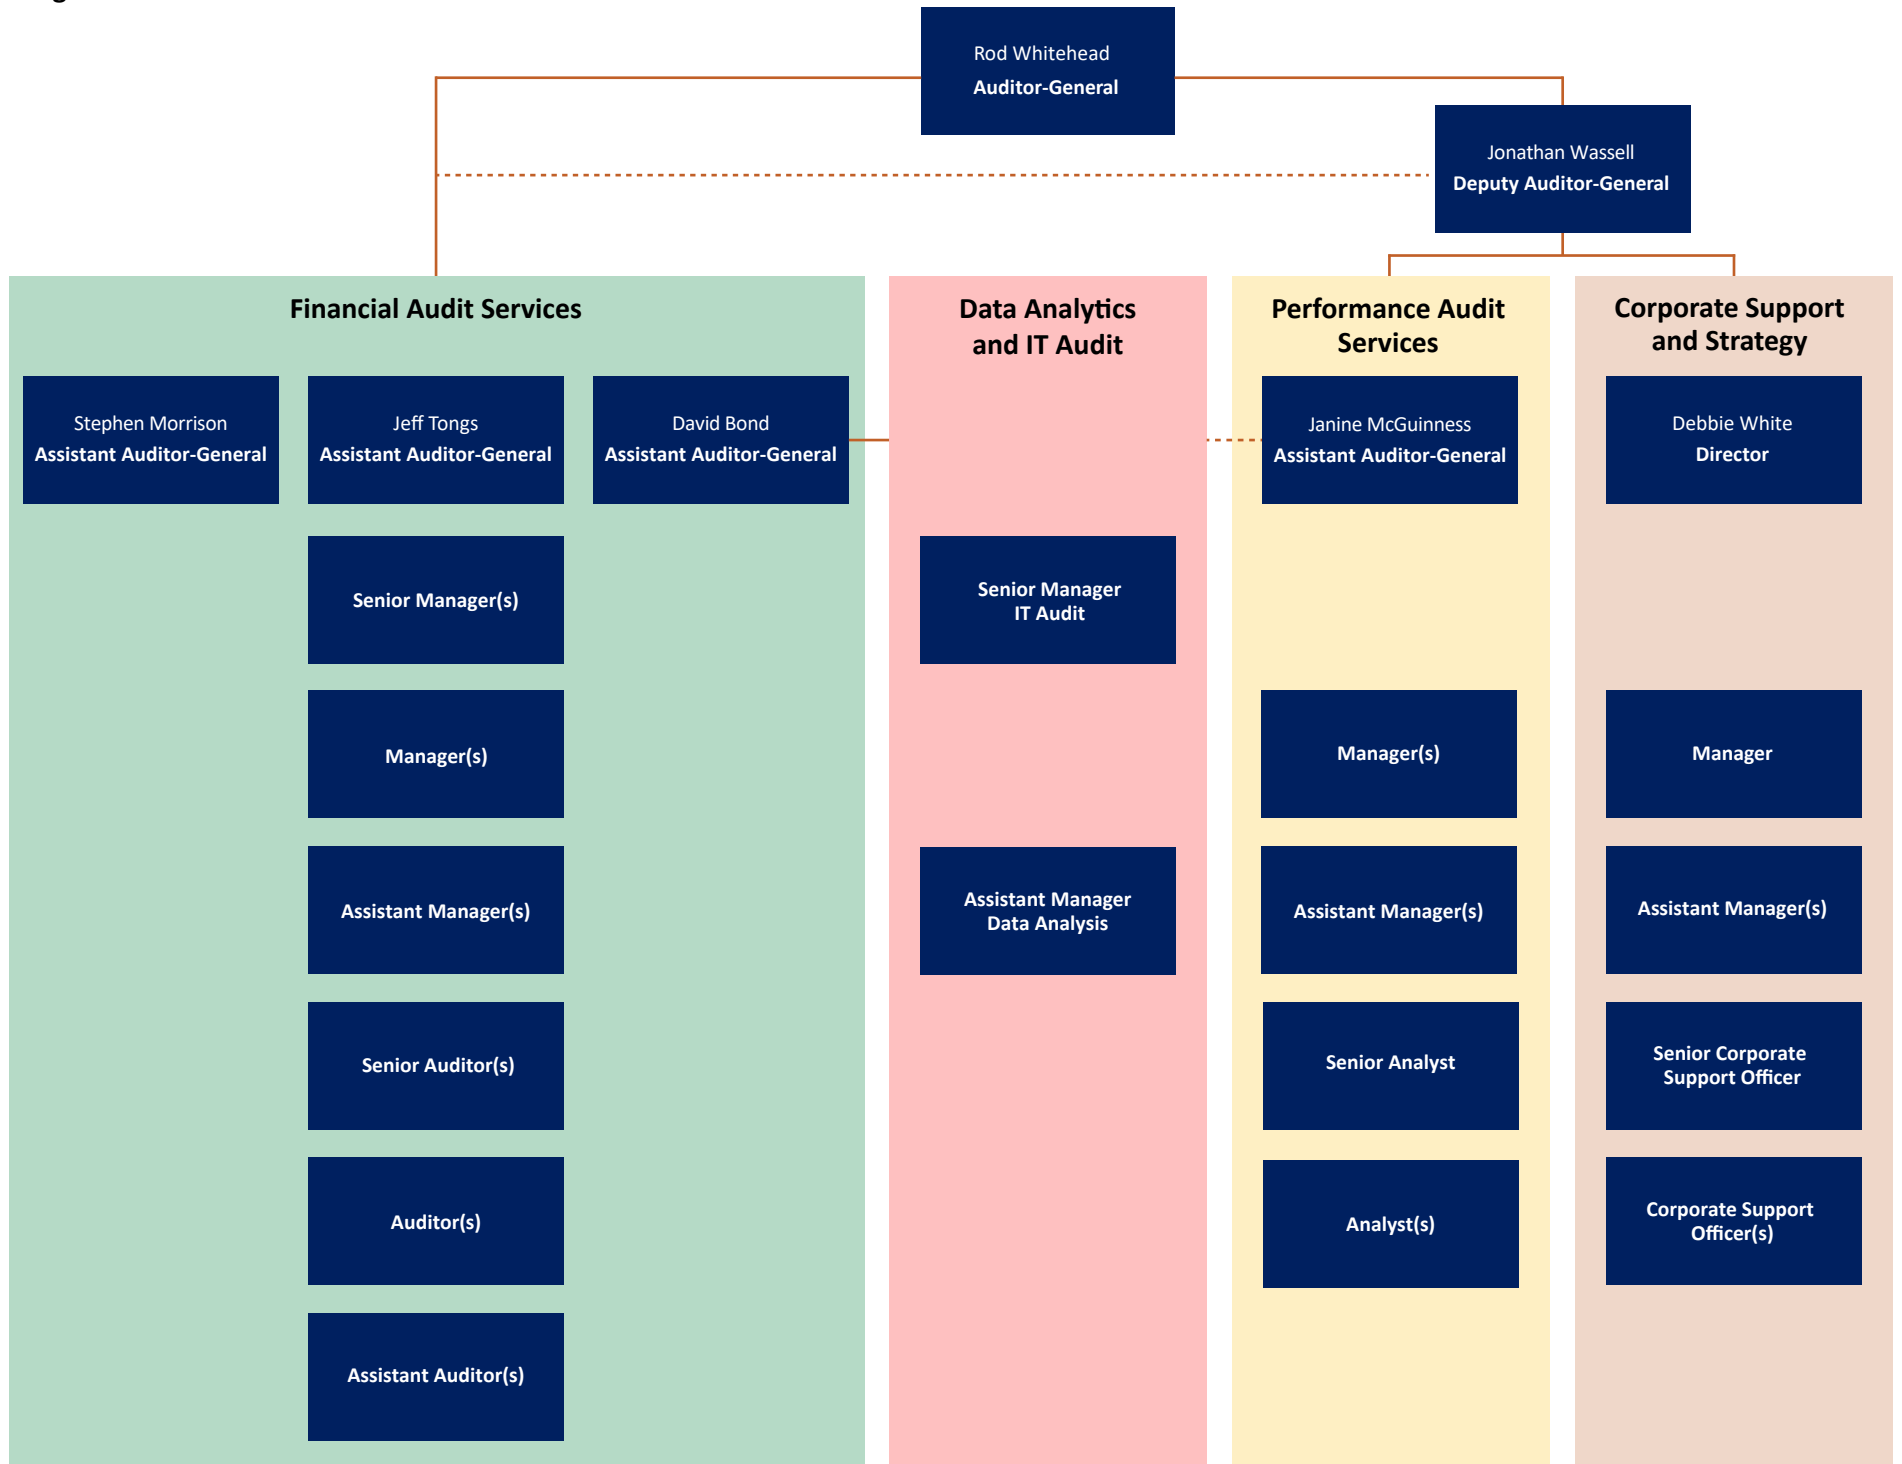 Rod Whitehead
Auditor-General
Jonathan Wassell
Deputy Auditor-General
Financial Audit Services
Stephen Morrison
Assistant Auditor-General
Jeff Tongs
Assistant Auditor-General
David Bond
Assistant Auditor-General
Senior Manager(s)
Manager(s)
Assistant Manager(s)
Senior Auditor(s)
Auditor(s)
Assistant Auditor(s)
Data Analytics
and IT Audit
Senior Manager
IT Audit
Assistant Manager
Data Analysis
Performance Audit
Services
Janine McGuinness
Assistant Auditor-General
Manager(s)
Assistant Manager(s)
Senior Analyst
Analyst(s)
Corporate Support
and Strategy
Debbie White
Director
Manager
Assistant Manager(s)
Senior Corporate
Support Officer
Corporate Support
Officer(s)